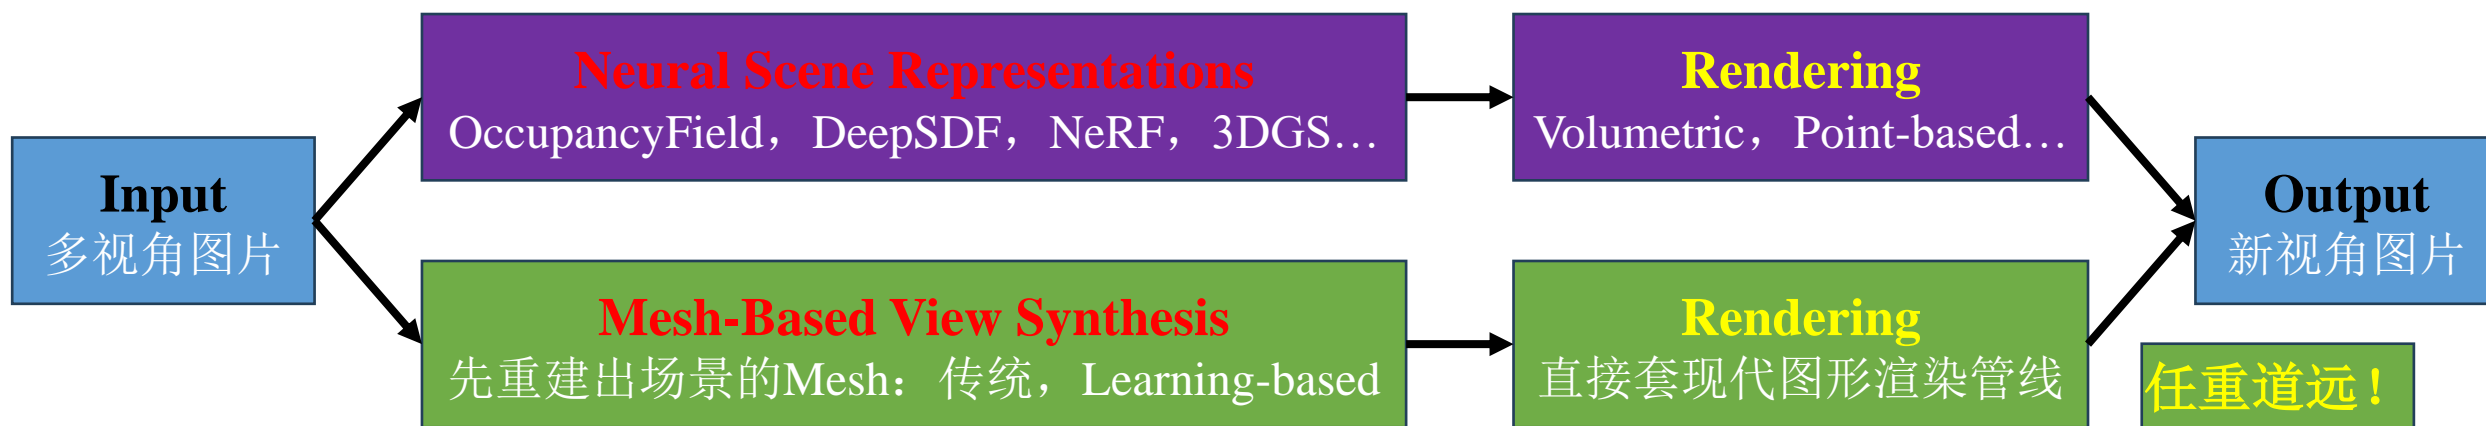 Input
多视角图片
Neural Scene Representations
OccupancyField，DeepSDF，NeRF，3DGS…
Rendering
Volumetric，Point-based…
Mesh-Based View Synthesis
先重建出场景的Mesh：传统，Learning-based
Rendering
直接套现代图形渲染管线
Output
新视角图片
任重道远！